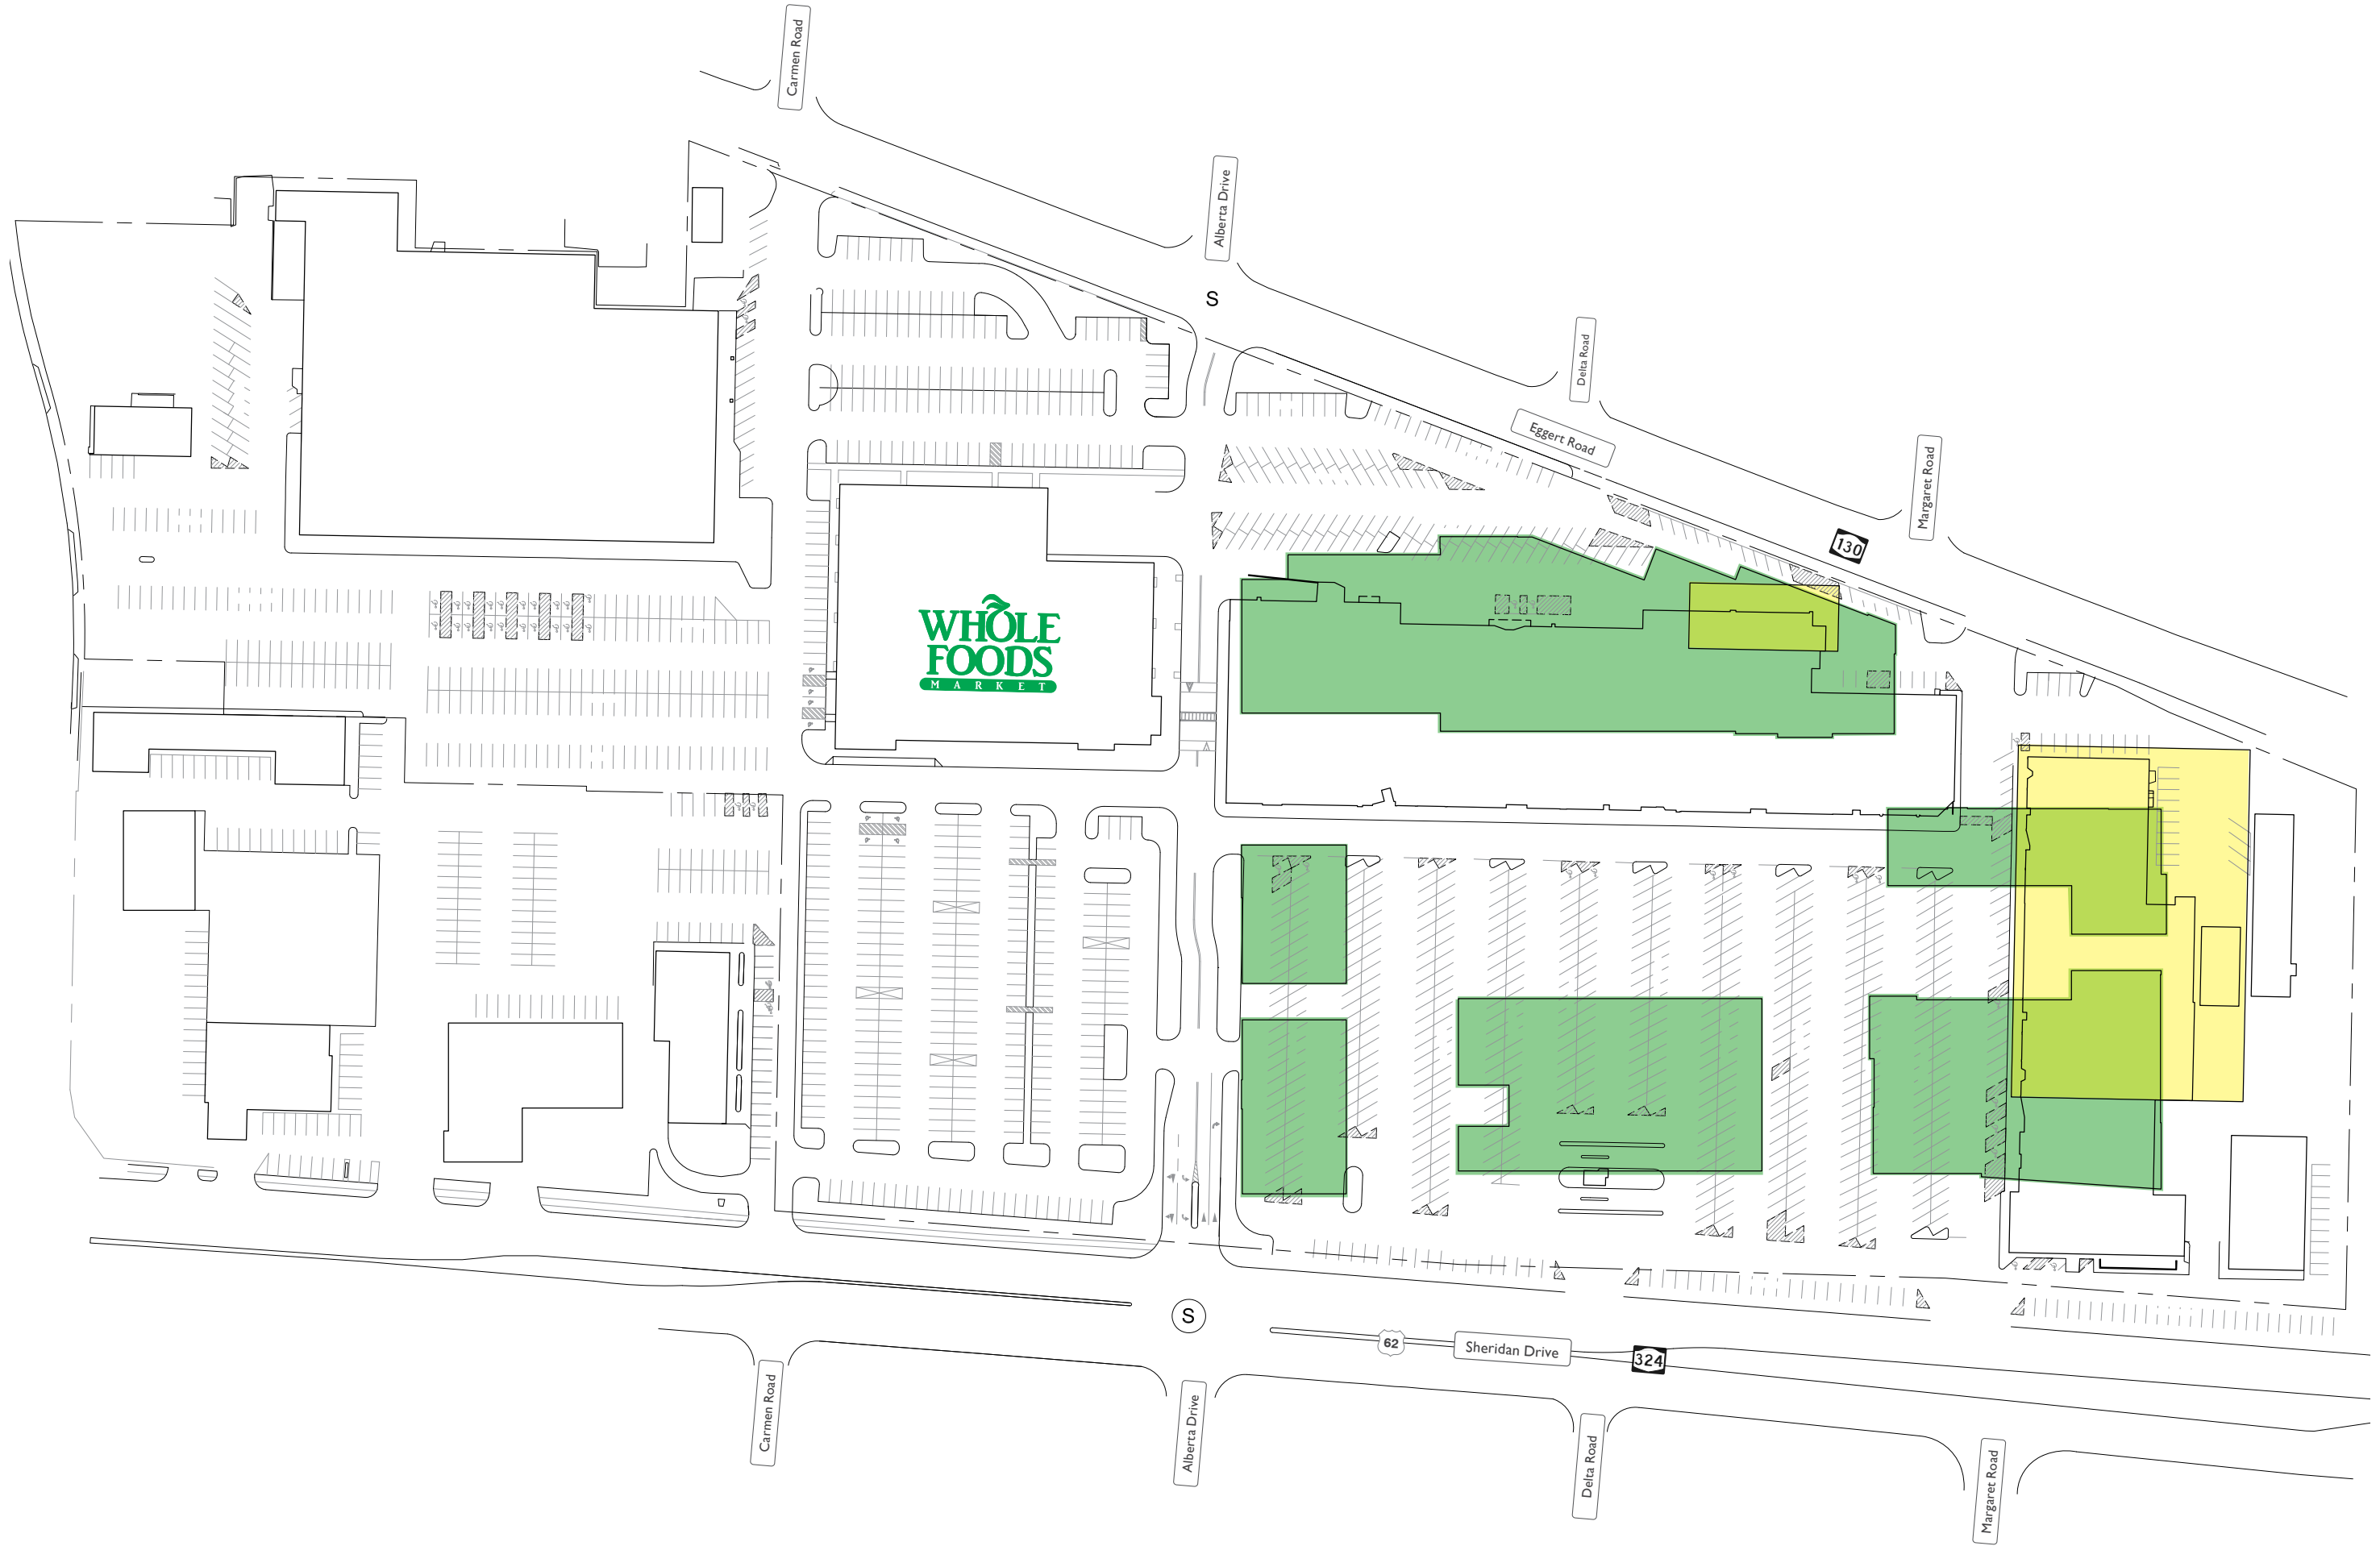 Carmen Road
Alberta Drive
S
Delta Road
Eggert Road
Margaret Road
130
WHOLE
FOODS
MARKET
S
62
Sheridan Drive
324
Carmen Road
Alberta Drive
Delta Road
Margaret Road